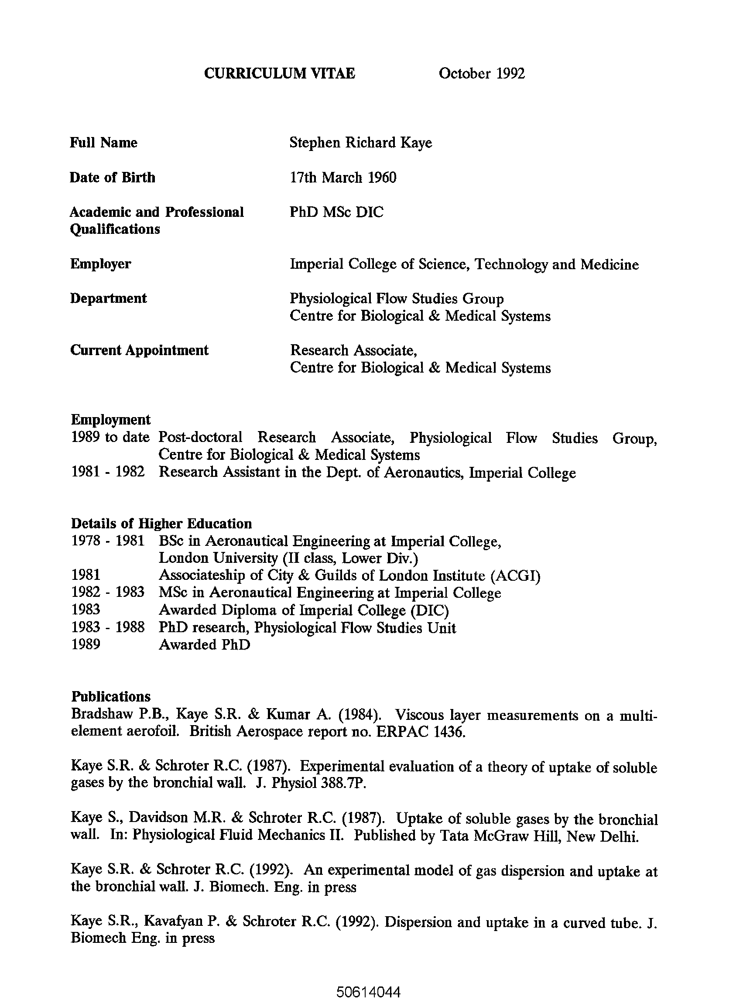 CURRICULUM VITAE October 1992
Full Name Stephen Richard Kaye
Date of Birth 17th March 1960
Academic and Professional PhD MSc DIC
Qualifications
Employer Imperial College of Science, Technology and Medicine
Department Physiological Flow Studies Group
Centre for Biological & Medical Systems
Current Appointment Research Associate,
Centre for Biological & Medical Systems
Employment
1989 to date Post-doctoral Research Associate, Physiological Flow Studies Group,
Centre for Biological & Medical Systems
1981 - 1982 Research Assistant in the Dept. of Aeronautics, Imperial College
Details of Higher Education
1978 - 1981 BSc in Aeronautical Engineering at Imperial College,
London University (II class, Lower Div.)
1981 Associateship of City & Guilds of London Institute (ACGI)
1982 - 1983 MSc in Aeronautical Engineering at Imperial College
1983 Awarded Diploma of Imperial College (DIC)
1983 - 1988 PhD research, Physiological Flow Studies Unit
1989 Awarded PhD
Publications
Bradshaw P.B., Kaye S.R. & Kumar A. (1984). Viscous layer measurements on a multi-
element aerofoil. British Aerospace report no. ERPAC 1436.
Kaye S.R. & Schroter R.C. (1987). Experimental evaluation of a theory of uptake of soluble
gases by the bronchial wall. J. Physiol 388.7P.
Kaye S., Davidson M.R. & Schroter R.C. (1987). Uptake of soluble gases by the bronchial
wall. In: Physiological Fluid Mechanics II. Published by Tata McGraw Hill, New Delhi.
Kaye S.R. & Schroter R.C. (1992). An experimental model of gas dispersion and uptake at
the bronchial wall. J. Biomech. Eng. in press
Kaye S.R., Kavafyan P. & Schroter R.C. (1992). Dispersion and uptake in a curved tube. J.
Biomech Eng. in press
50614044